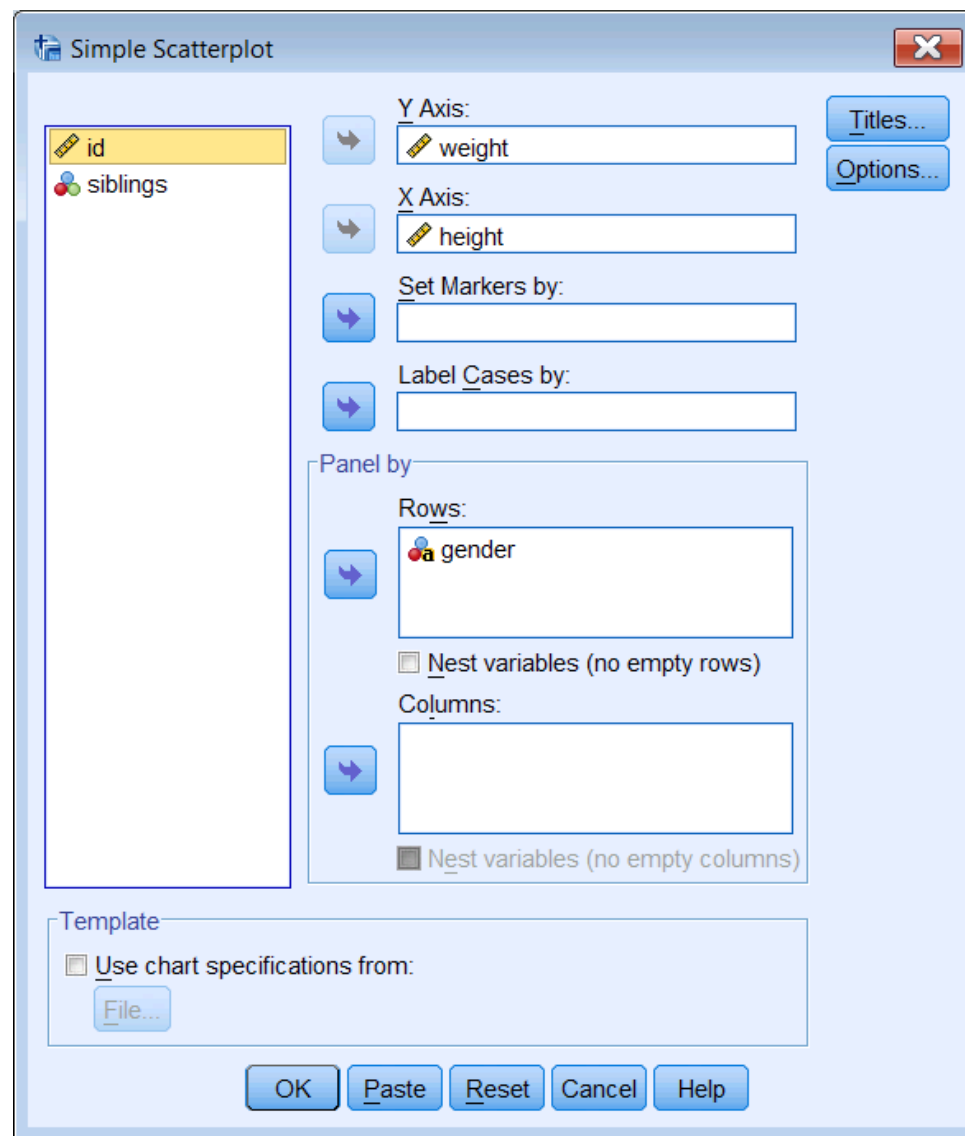 Simple Scatterplot
id
siblings
Y Axis:
weight
X Axis:
height
Set Markers by:
Label Cases by:
Titles...
Options...
Panel by
Rows:
a gender
Nest variables (no empty rows)
Columns:
Nest variables (no empty columns)
Template
Use chart specifications from:
File...
OK Paste Reset Cancel Help